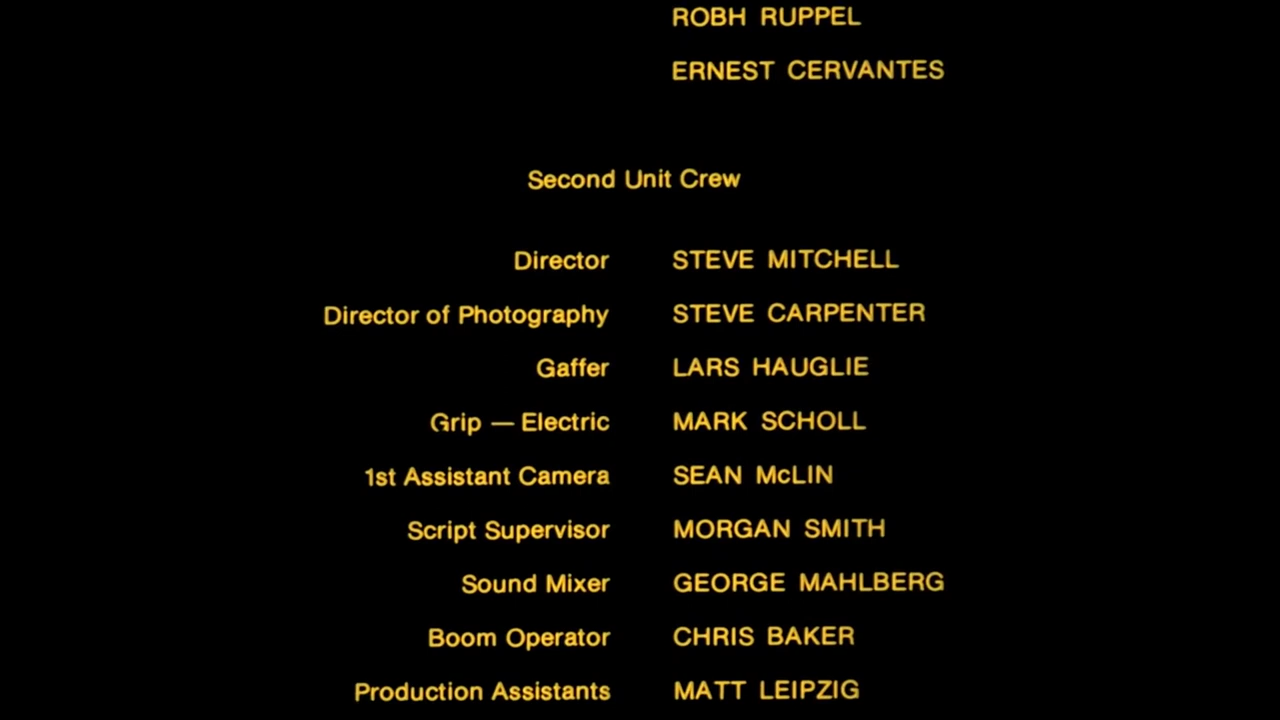 ROBH RUPPEL
ERNEST CERVANTES
Second Unit Crew
Director STEVE MITCHELL
Director of Photography STEVE CARPENTER
Gaffer LARS HAUGLIE
Grip — Electric MARK SCHOLL
1st Assistant Camera SEAN McLIN
Script Supervisor MORGAN SMITH
Sound Mixer GEORGE MAHLBERG
Boom Operator CHRIS BAKER
Production Assistants MATT LEIPZIG